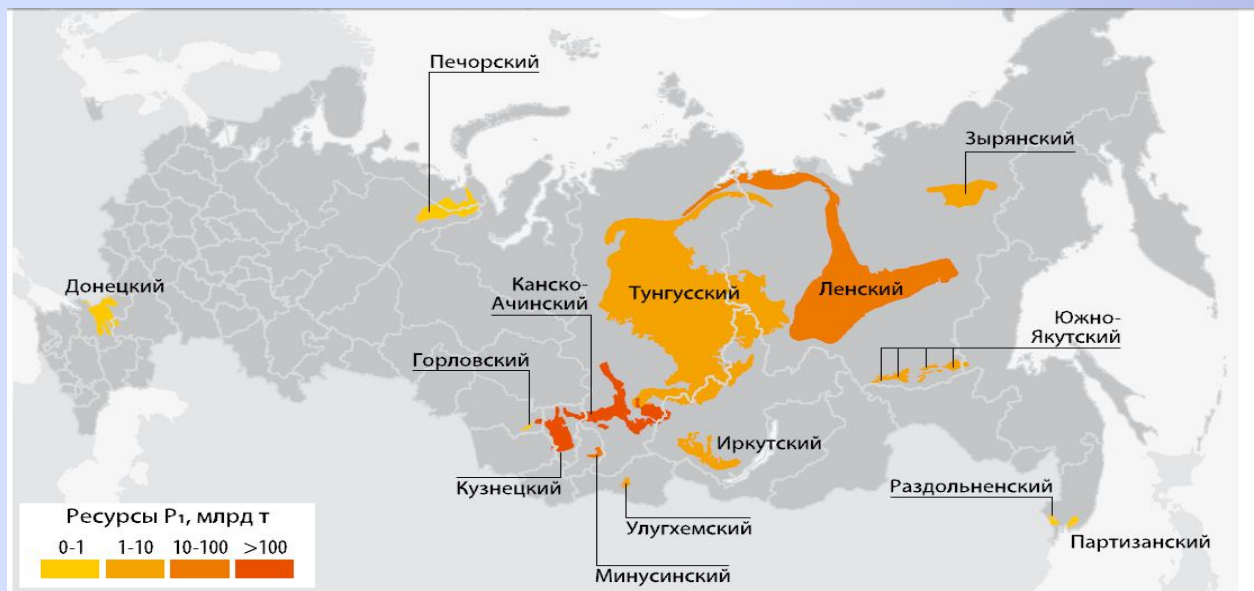 Печорский
Зырянский
Донецкий
Канско-
Ачинский
Тунгусский
Ленский
Южно-
Якутский
Горловский
Иркутский
Кузнецкий
Раздольненский
Улугхемский
Партизанский
Минусинский
Ресурсы P₁, млрд т
0-1 1-10 10-100 >100